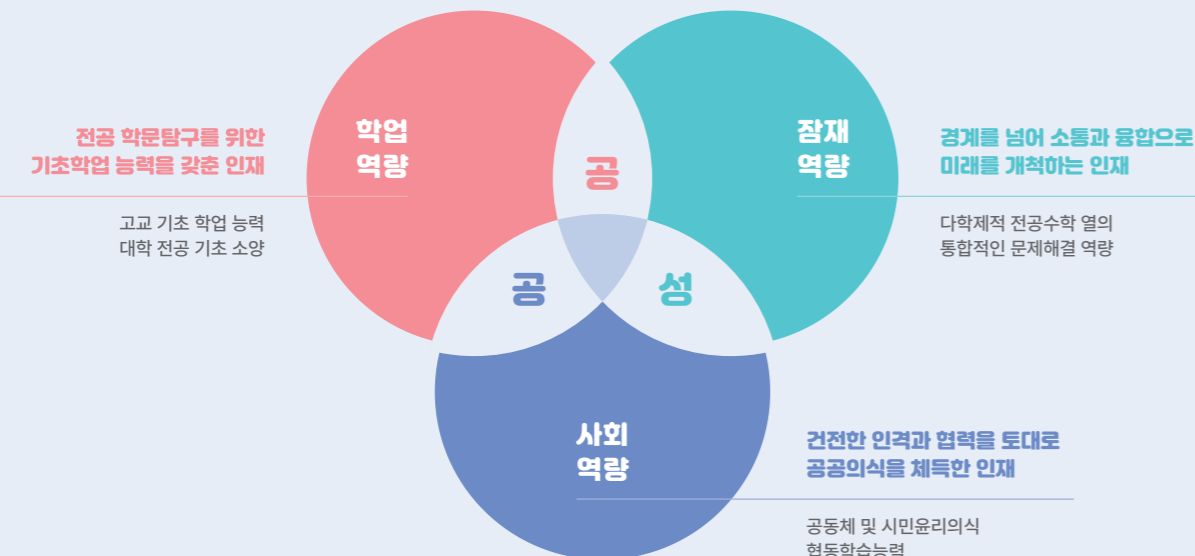 전공 학문탐구를 위한
기초학업 능력을 갖춘 인재
고교 기초 학업 능력
대학 전공 기초 소양
학업
역량
공
잠재
역량
경계를 넘어 소통과 융합으로
미래를 개척하는 인재
다학제적 전공수학 열의
통합적인 문제해결 역량
공
성
사회
역량
건전한 인격과 협력을 토대로
공공의식을 체득한 인재
공동체 및 시민윤리의식
협동학습능력